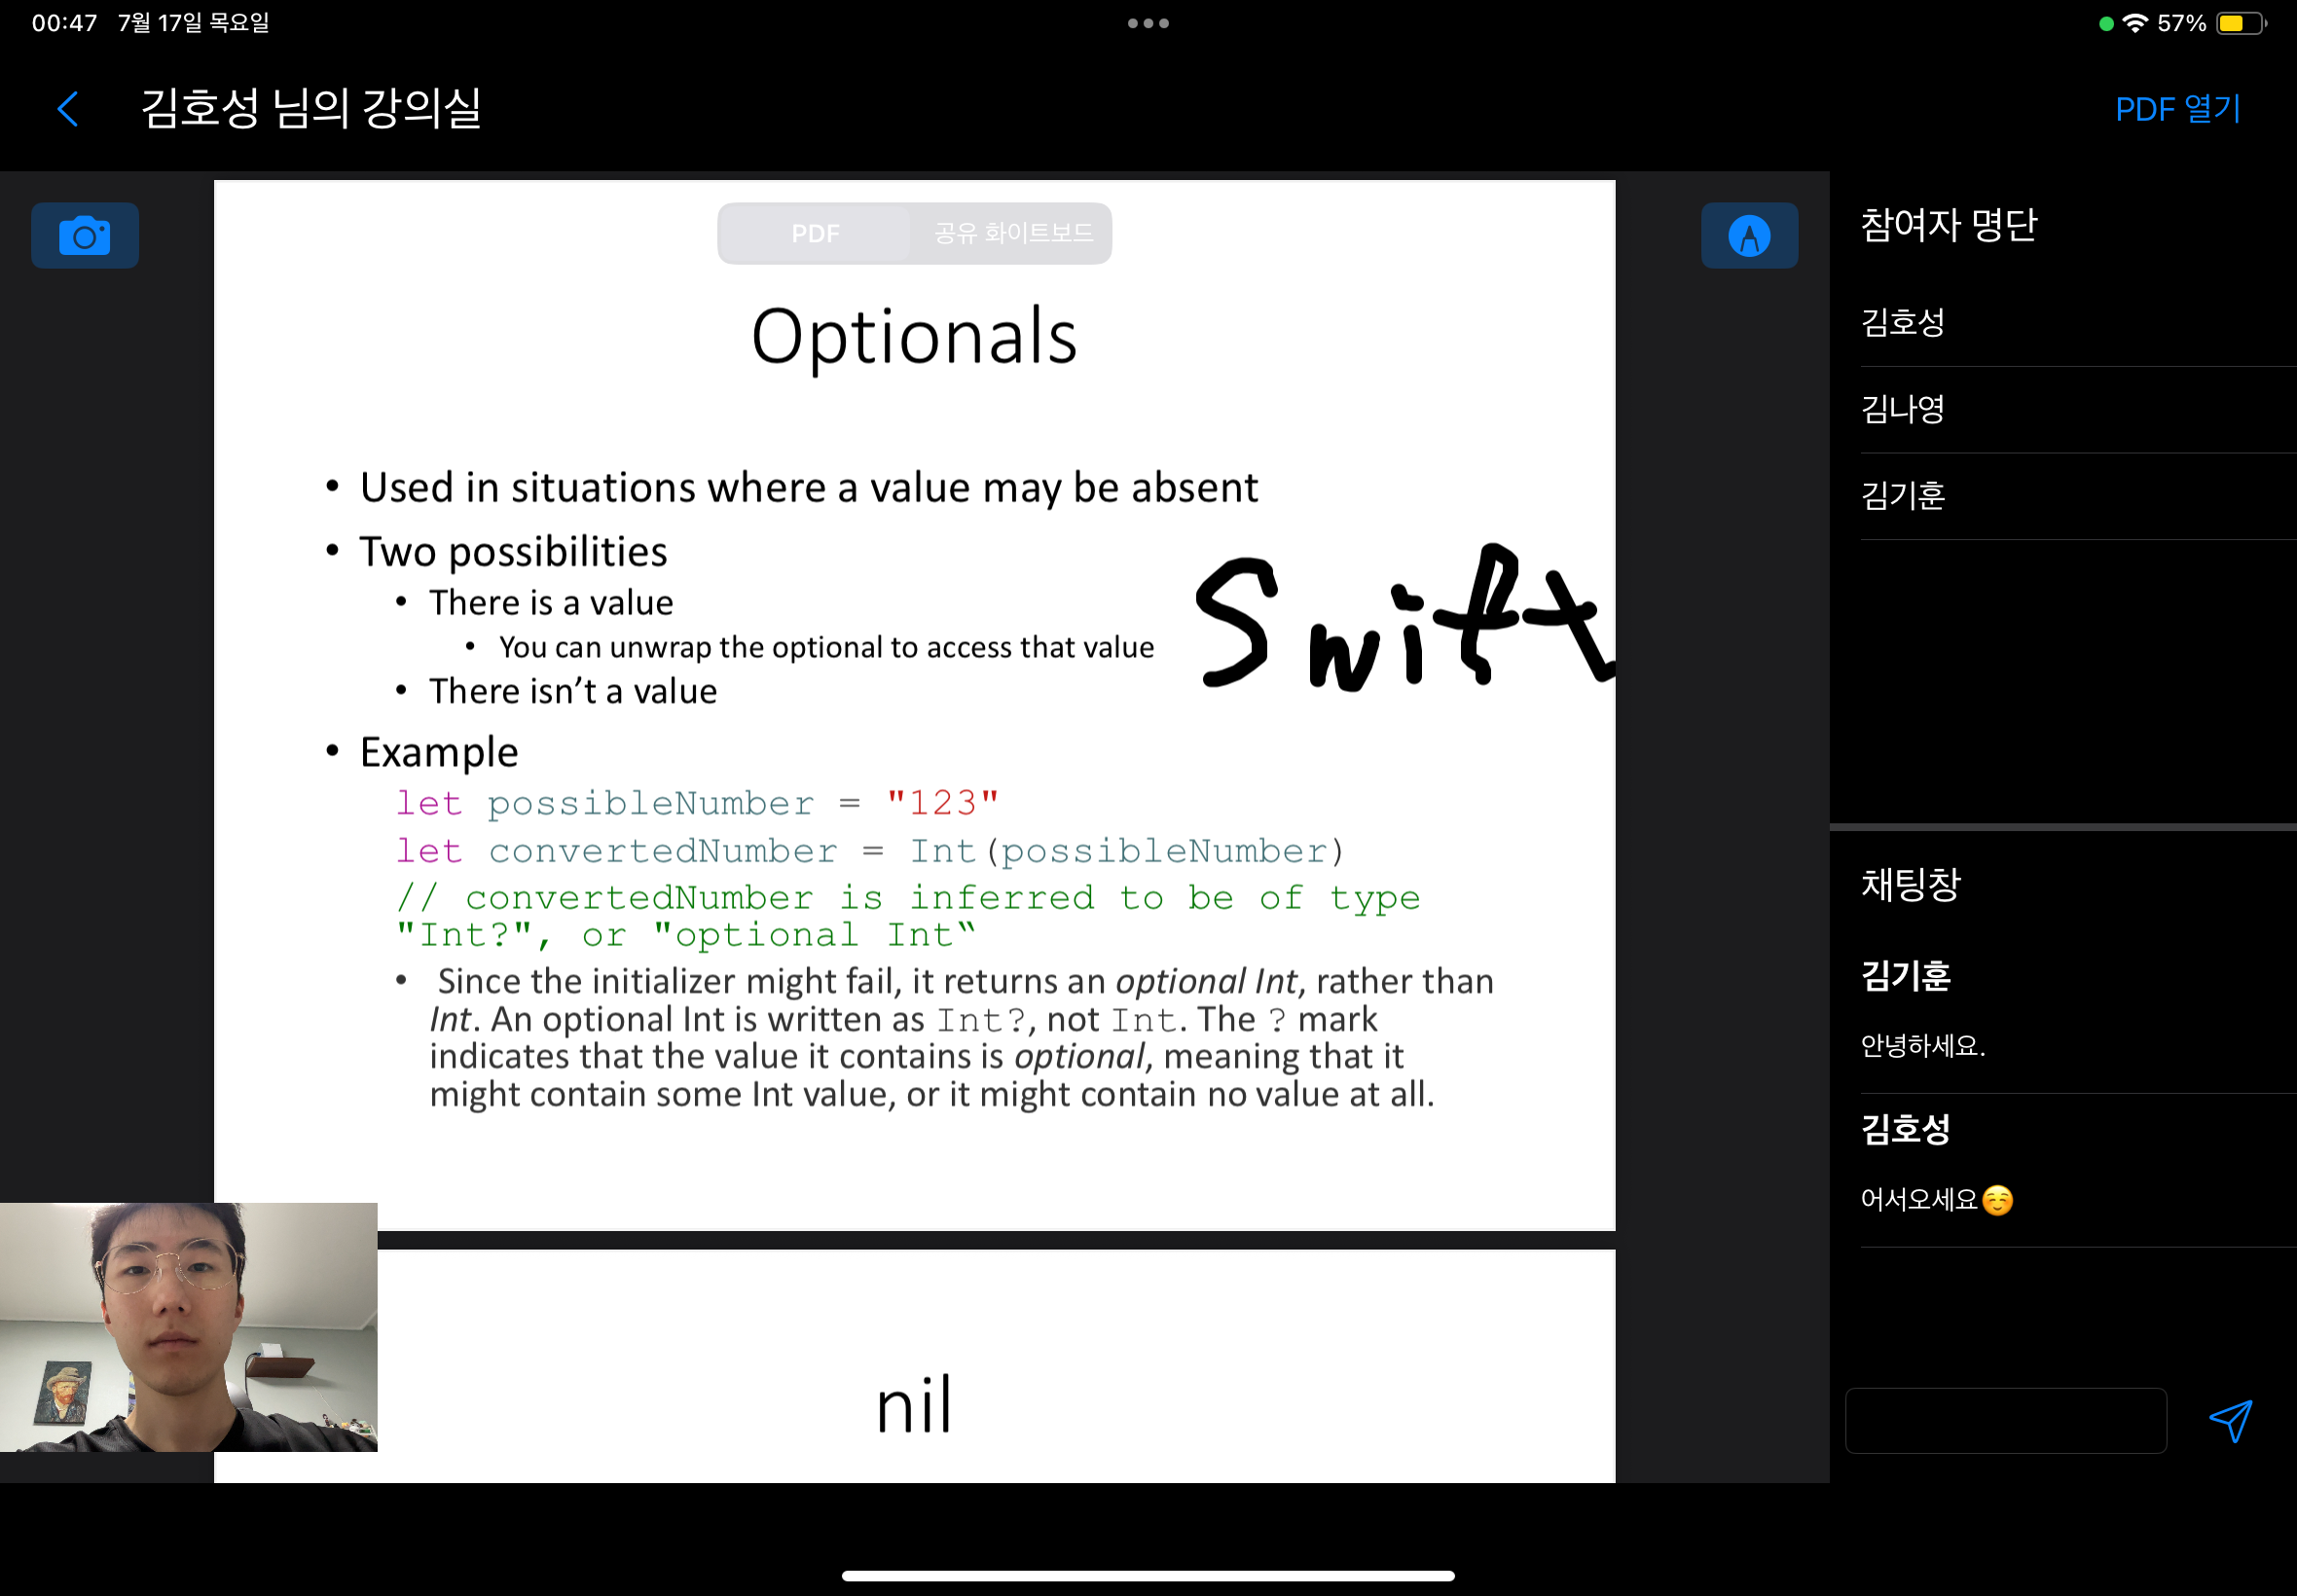 00:47 7월 17일 목요일
57%
김호성 님의 강의실
PDF 열기
PDF 공유 화이트보드
Optionals
• Used in situations where a value may be absent
• Two possibilities
• There is a value
• You can unwrap the optional to access that value
• There isn’t a value
Swift
• Example
let possibleNumber = "123"
let convertedNumber = Int(possibleNumber)
// convertedNumber is inferred to be of type
"Int?", or "optional Int“
• Since the initializer might fail, it returns an optional Int, rather than
Int. An optional Int is written as Int?, not Int. The ? mark
indicates that the value it contains is optional, meaning that it
might contain some Int value, or it might contain no value at all.
nil
참여자 명단
김호성
김나영
김기훈
채팅창
김기훈
안녕하세요.
김호성
어서오세요☺️